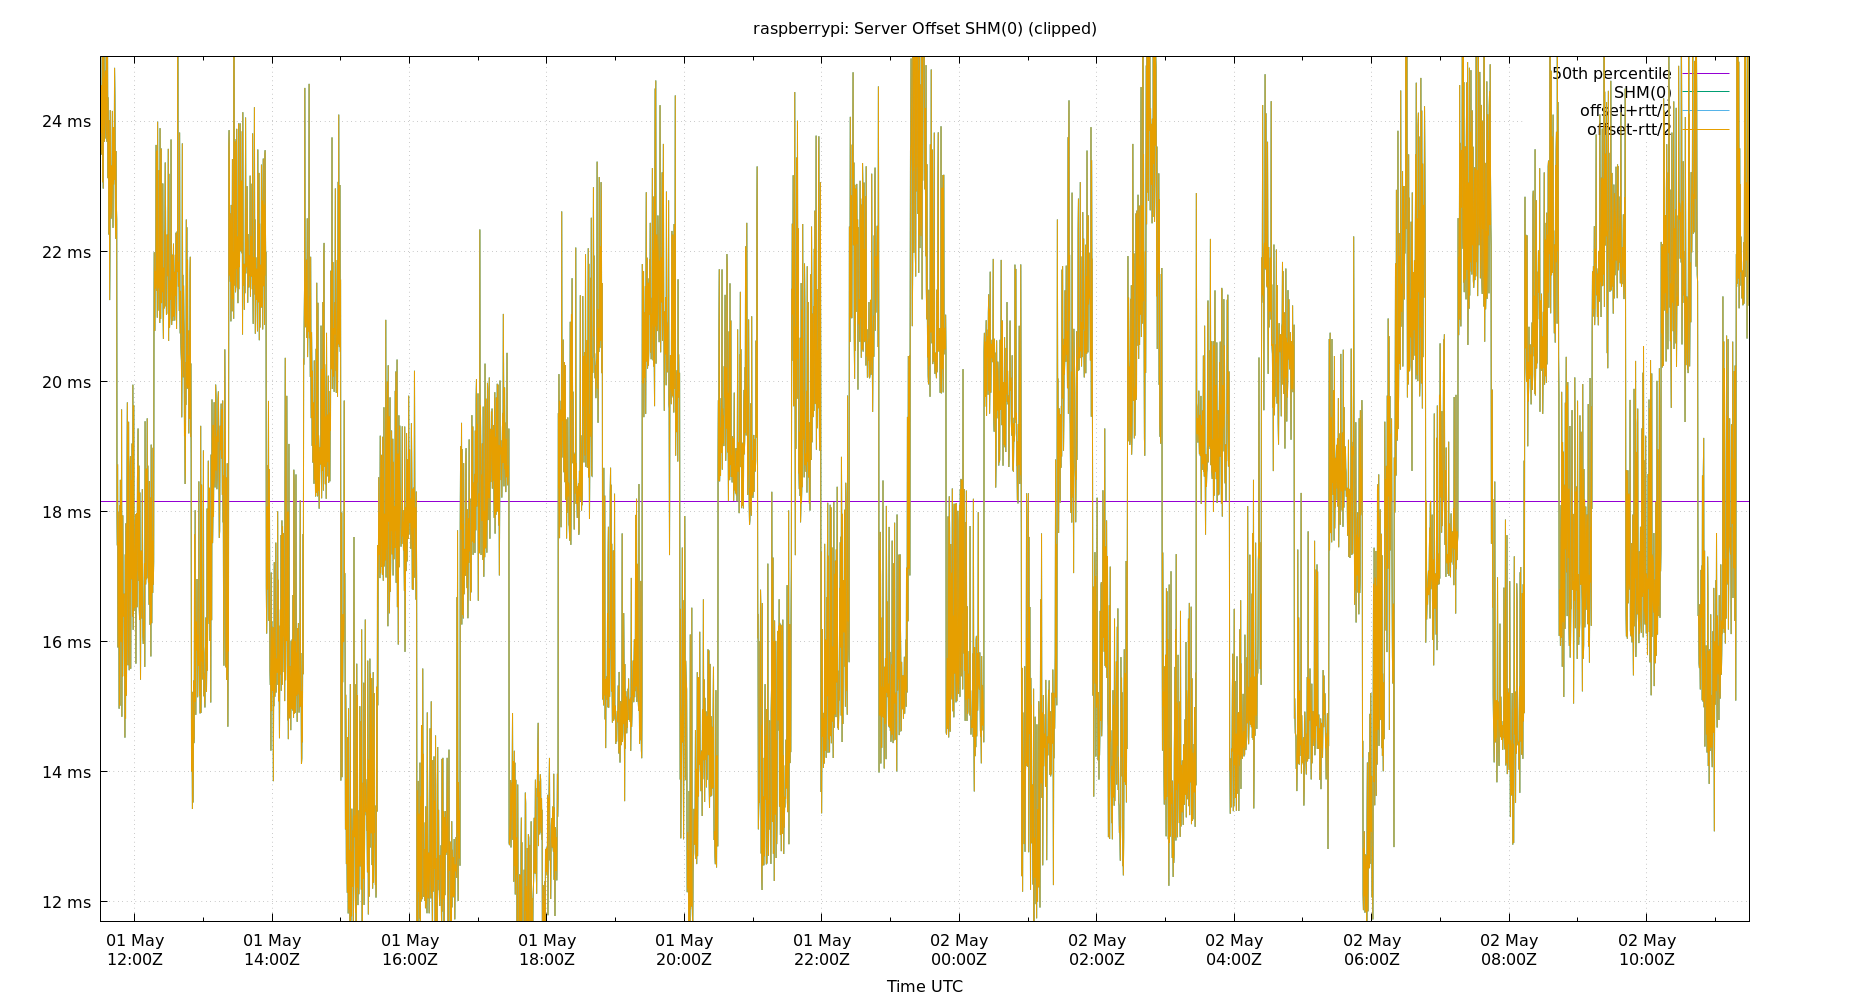 raspberrypi: Server Offset SHM(0) (clipped)
50th percentile
SHM(0)
offset+rtt/2
offset-rtt/2
24 ms
22 ms
20 ms
18 ms
16 ms
14 ms
12 ms
01 May 01 May 01 May 01 May 01 May 01 May 02 May 02 May 02 May 02 May 02 May 02 May
12:00Z 14:00Z 16:00Z 18:00Z 20:00Z 22:00Z 00:00Z 02:00Z 04:00Z 06:00Z 08:00Z 10:00Z
Time UTC